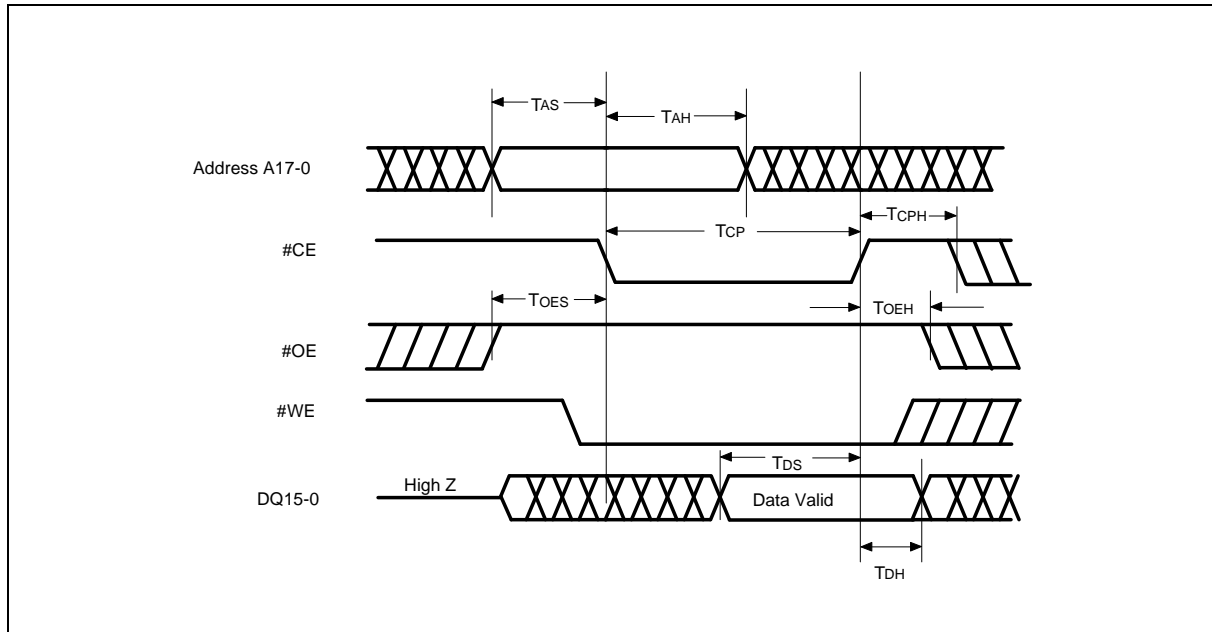 TAS
TAH
Address A17-0
TCPH
TCP
#CE
TOES
TOEH
#OE
#WE
TDS
High Z
DQ15-0
Data Valid
TDH